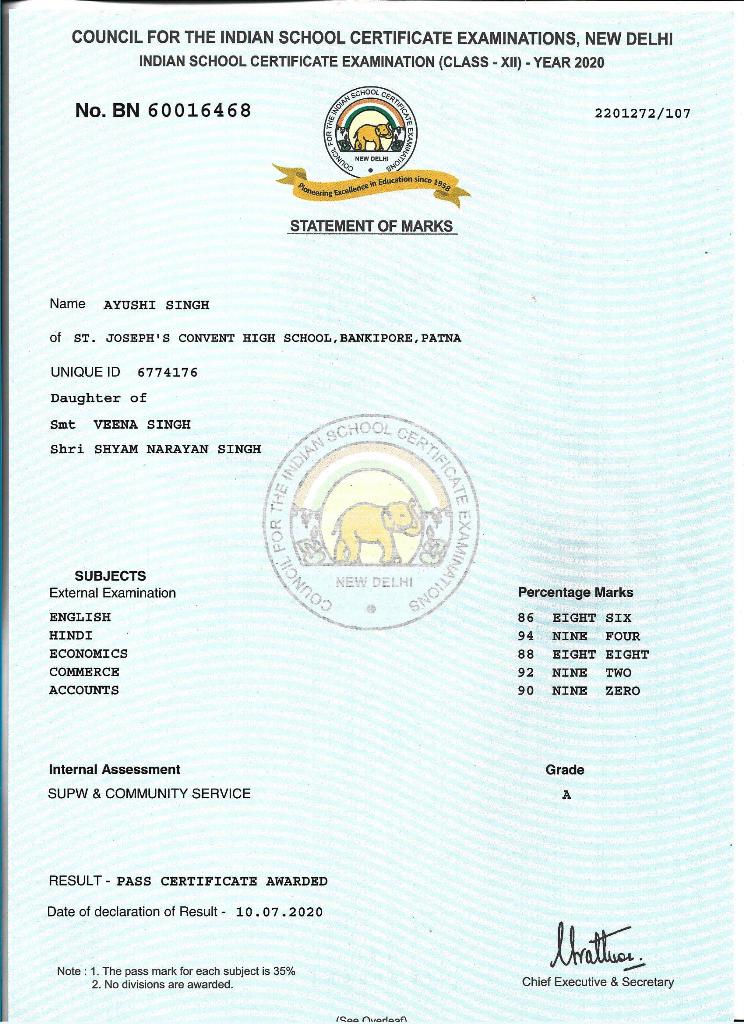 COUNCIL FOR THE INDIAN SCHOOL CERTIFICATE EXAMINATIONS, NEW DELHI
INDIAN SCHOOL CERTIFICATE EXAMINATION (CLASS - XII) - YEAR 2020
No. BN 60016468
2201272/107
COUNCIL FOR THE INDIAN SCHOOL CERTIFICATE EXAMINATIONS
NEW DELHI
Pioneering Excellence in Education since 1958
STATEMENT OF MARKS
Name AYUSHI SINGH
of ST. JOSEPH'S CONVENT HIGH SCHOOL,BANKIPORE,PATNA
UNIQUE ID 6774176
Daughter of
Smt VEENA SINGH
Shri SHYAM NARAYAN SINGH
COUNCIL FOR THE INDIAN SCHOOL CERTIFICATE EXAMINATIONS
NEW DELHI
SUBJECTS
External Examination Percentage Marks
ENGLISH 86 EIGHT SIX
HINDI 94 NINE FOUR
ECONOMICS 88 EIGHT EIGHT
COMMERCE 92 NINE TWO
ACCOUNTS 90 NINE ZERO
Internal Assessment Grade
SUPW & COMMUNITY SERVICE A
RESULT - PASS CERTIFICATE AWARDED
Date of declaration of Result - 10.07.2020
Note : 1. The pass mark for each subject is 35%
2. No divisions are awarded.
Chief Executive & Secretary
(See Overleaf)